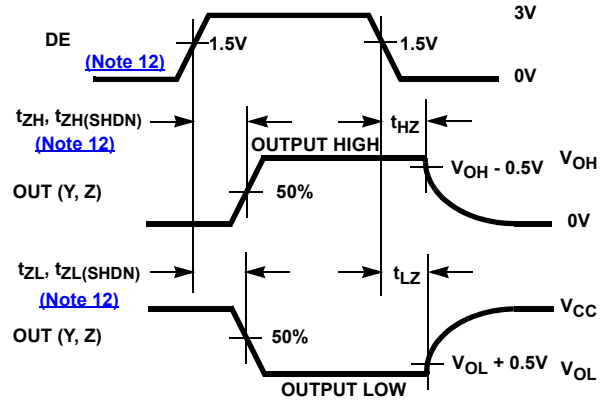 3V
DE
1.5V
1.5V
(Note 12)
0V
tZH, tZH(SHDN)
tHZ
(Note 12)
OUTPUT HIGH
VOH - 0.5V
VOH
OUT (Y, Z)
50%
0V
tZL, tZL(SHDN)
tLZ
(Note 12)
VCC
OUT (Y, Z)
50%
VOL + 0.5V
VOL
OUTPUT LOW